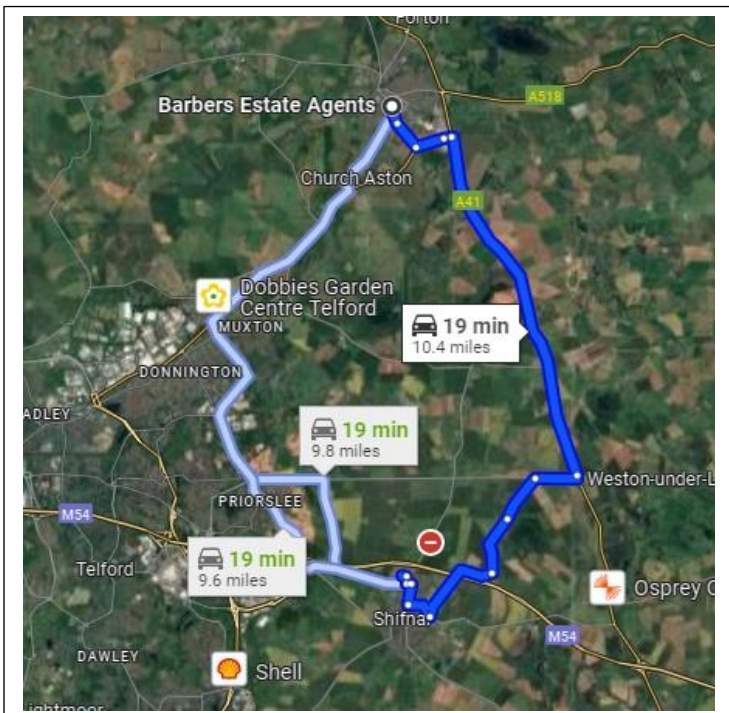 Forton
Barbers Estate Agents
A518
Church Aston
A41
Dobbies Garden
Centre Telford
MUXTON
19 min
10.4 miles
DONNINGTON
ADLEY
19 min
9.8 miles
Weston-under-L
PRIORSLEE
M54
19 min
9.6 miles
Telford
Osprey C
Shifnal
M54
DAWLEY
Shell
Lightmoor